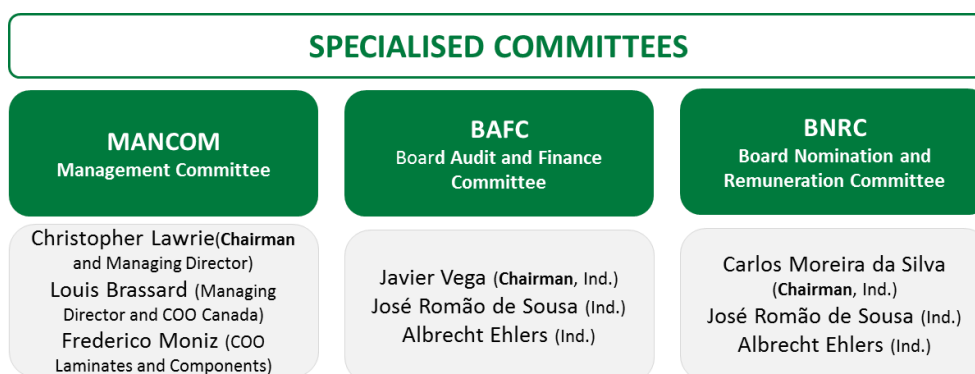 SPECIALISED COMMITTEES
MANCOM
Management Committee
Christopher Lawrie(Chairman
and Managing Director)
Louis Brassard (Managing
Director and COO Canada)
Frederico Moniz (COO
Laminates and Components)
BAFC
Board Audit and Finance
Committee
Javier Vega (Chairman, Ind.)
José Romão de Sousa (Ind.)
Albrecht Ehlers (Ind.)
BNRC
Board Nomination and
Remuneration Committee
Carlos Moreira da Silva
(Chairman, Ind.)
José Romão de Sousa (Ind.)
Albrecht Ehlers (Ind.)